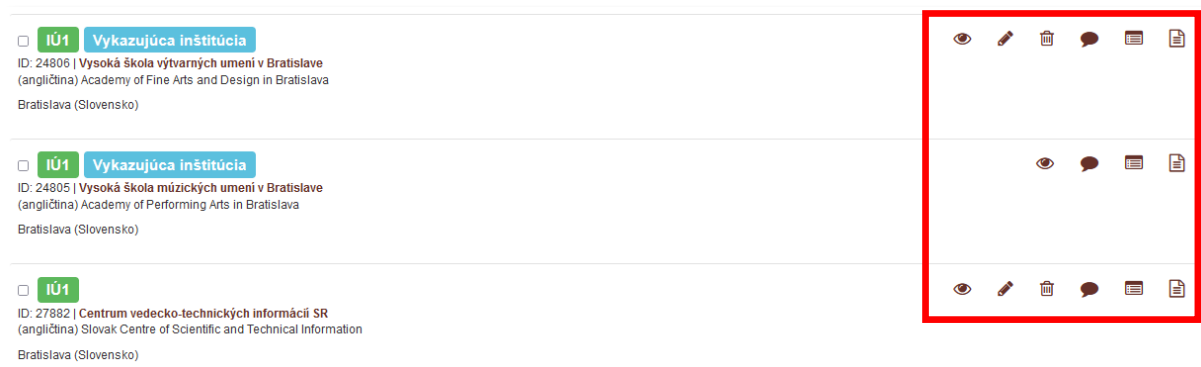 IÚ1 Vykazujúca inštitúcia
ID: 24806 | Vysoká škola výtvarných umení v Bratislave
(angličtina) Academy of Fine Arts and Design in Bratislava
Bratislava (Slovensko)
IÚ1 Vykazujúca inštitúcia
ID: 24805 | Vysoká škola múzických umení v Bratislave
(angličtina) Academy of Performing Arts in Bratislava
Bratislava (Slovensko)
IÚ1
ID: 27882 | Centrum vedecko-technických informácií SR
(angličtina) Slovak Centre of Scientific and Technical Information
Bratislava (Slovensko)